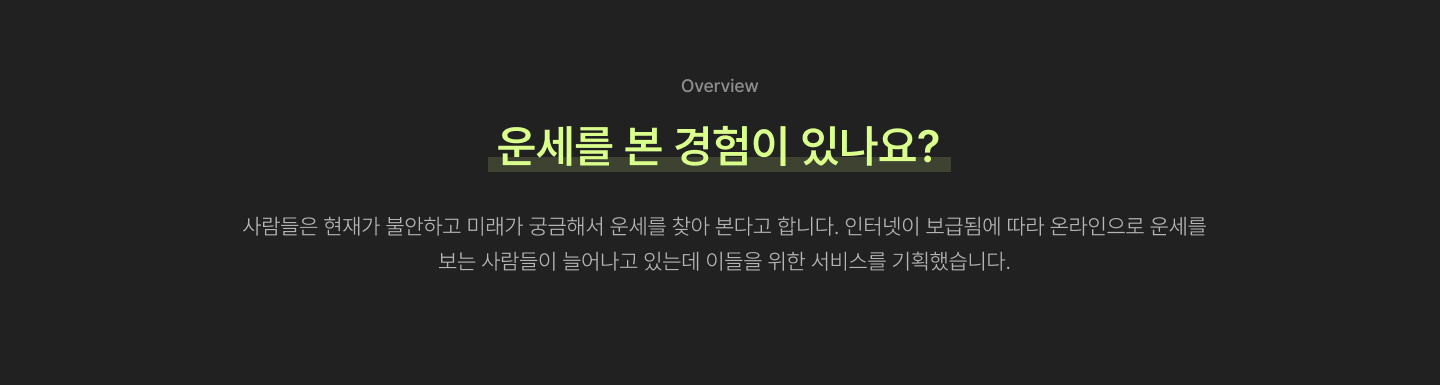 Overview
운세를 본 경험이 있나요?
사람들은 현재가 불안하고 미래가 궁금해서 운세를 찾아 본다고 합니다. 인터넷이 보급됨에 따라 온라인으로 운세를
보는 사람들이 늘어나고 있는데 이들을 위한 서비스를 기획했습니다.